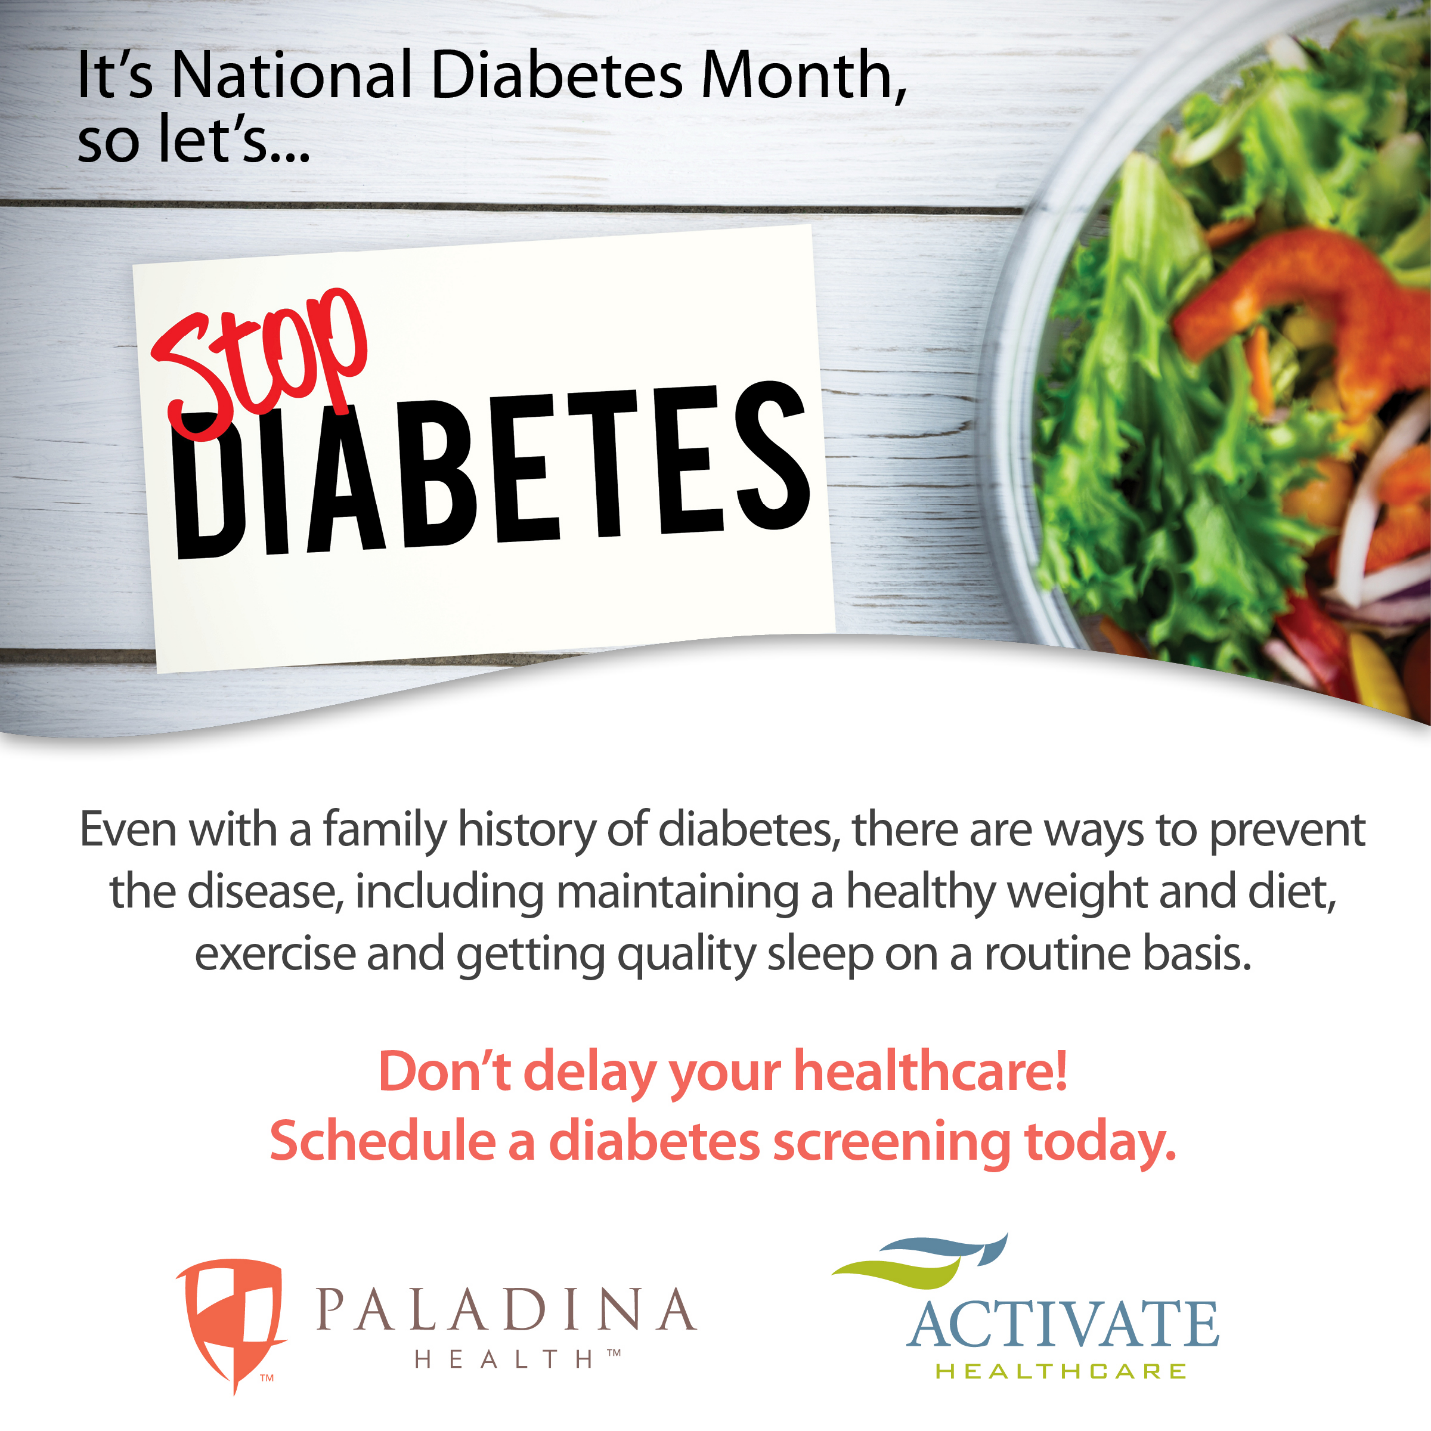 It’s National Diabetes Month,
so let’s...
Stop
DIABETES
Even with a family history of diabetes, there are ways to prevent
the disease, including maintaining a healthy weight and diet,
exercise and getting quality sleep on a routine basis.
Don’t delay your healthcare!
Schedule a diabetes screening today.
PALADINA
HEALTH™
™
ACTIVATE
HEALTHCARE